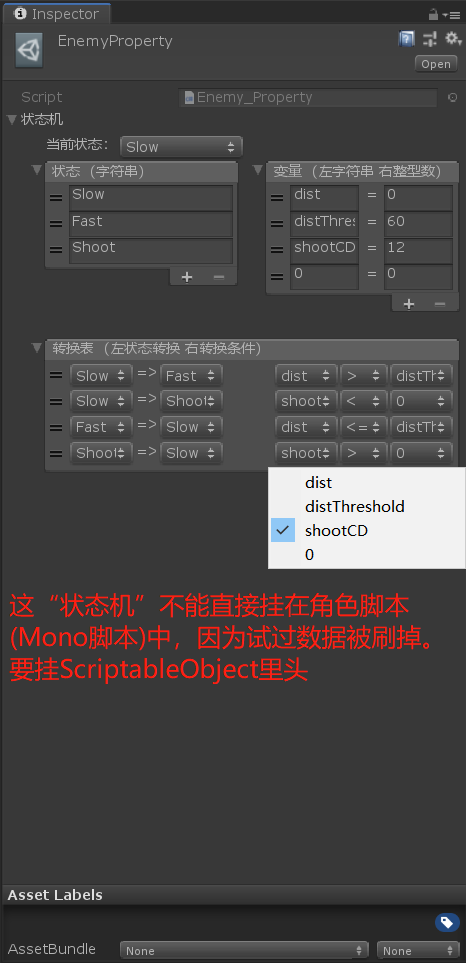 Inspector
EnemyProperty
Open
Script
Enemy_Property
状态机
当前状态:
Slow
状态 (字符串)
变量 (左字符串 右整型数)
Slow
dist = 0
Fast
distThres = 60
Shoot
shootCD = 12
0 = 0
+ −
+ −
转换表 (左状态转换 右转换条件)
Slow => Fast dist > distTh
Slow => Shoot shoot < 0
Fast => Slow dist <= distTh
Shoot => Slow shoot > 0
dist
distThreshold
shootCD
0
这“状态机”不能直接挂在角色脚本
(Mono脚本)中，因为试过数据被刷掉。
要挂ScriptableObject里头
Asset Labels
AssetBundle
None
None